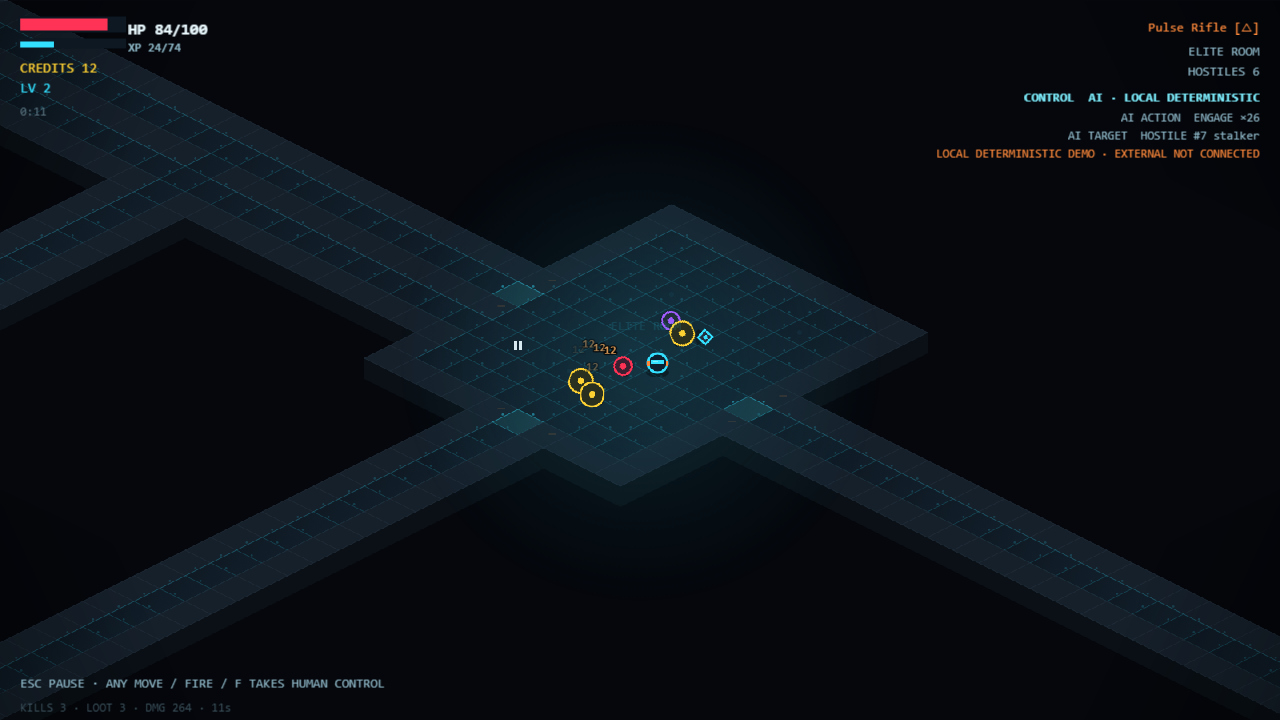 HP 84/100
XP 24/74
CREDITS 12
LV 2
0:11
Pulse Rifle [△]
ELITE ROOM
HOSTILES 6
CONTROL AI · LOCAL DETERMINISTIC
AI ACTION ENGAGE ×26
AI TARGET HOSTILE #7 stalker
LOCAL DETERMINISTIC DEMO · EXTERNAL NOT CONNECTED
12
12
12
12
ESC PAUSE · ANY MOVE / FIRE / F TAKES HUMAN CONTROL
KILLS 3 · LOOT 3 · DMG 264 · 11s